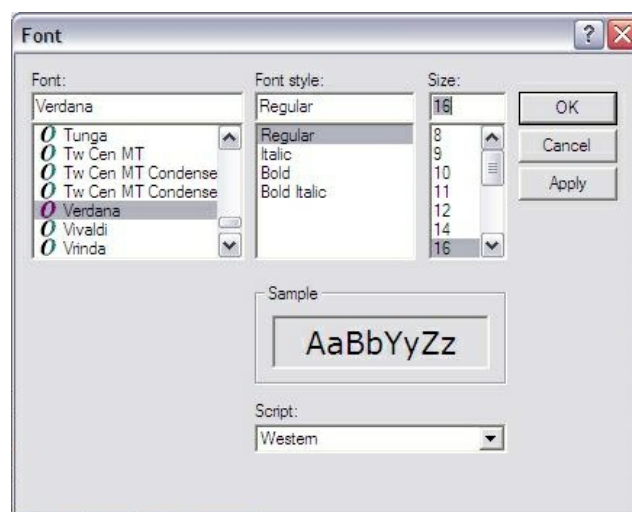 Font
Font:
Verdana
Tunga
Tw Cen MT
Tw Cen MT Condense
Tw Cen MT Condense
Verdana
Vivaldi
Vrinda
Font style:
Regular
Regular
Italic
Bold
Bold Italic
Size:
16
8
9
10
11
12
14
16
OK
Cancel
Apply
Sample
AaBbYyZz
Script:
Western